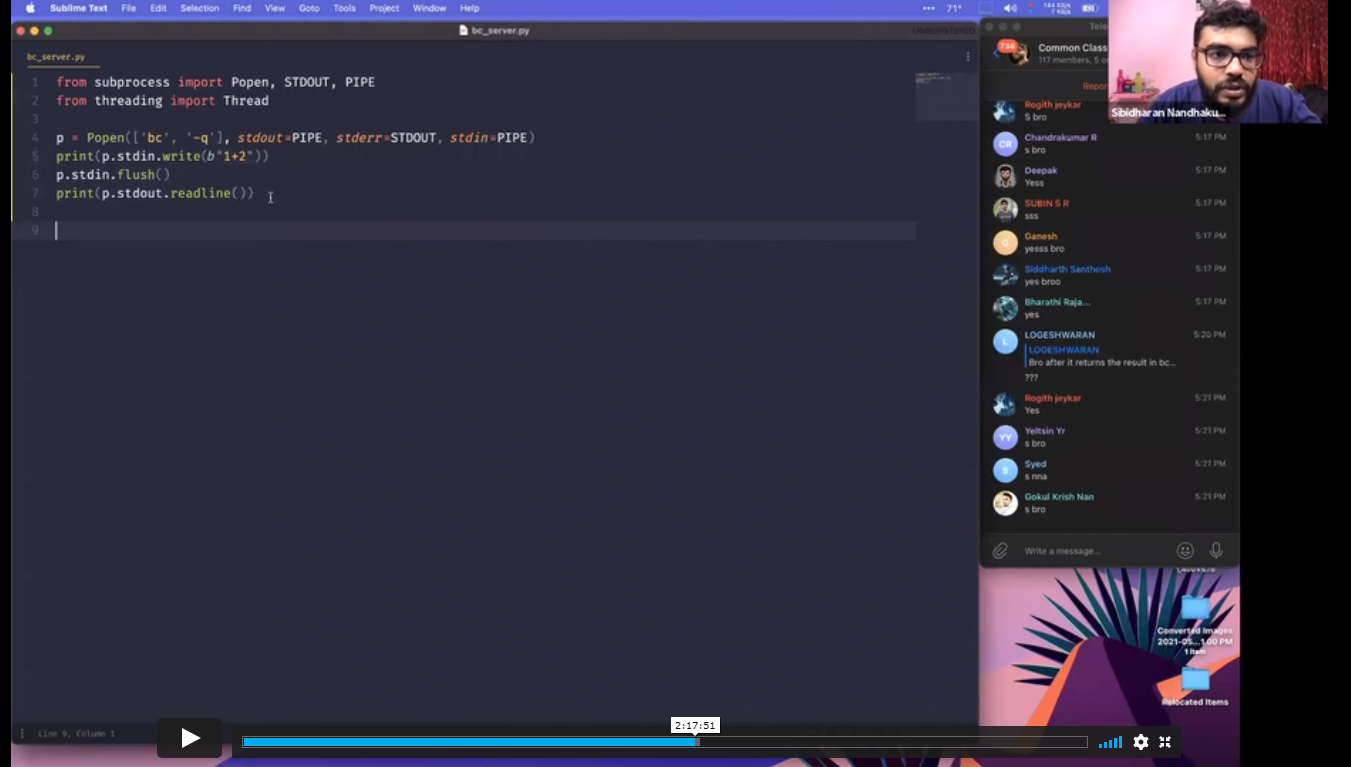 Sublime Text File Edit Selection Find View Goto Tools Project Window Help
••• 71°
144 KB/s
7 KB/s
bc_server.py
UNREGISTERED
bc_server.py
1 from subprocess import Popen, STDOUT, PIPE
2 from threading import Thread
3
4 p = Popen(['bc', '-q'], stdout=PIPE, stderr=STDOUT, stdin=PIPE)
5 print(p.stdin.write(b"1+2"))
6 p.stdin.flush()
7 print(p.stdout.readline())
8
9
Line 9, Column 1
Tele
738
Common Class
117 members, 5 o
Repor
Sibidharan Nandhaku...
Rogith jeykar
S bro
CR
Chandrakumar R 5:17 PM
s bro
Deepak 5:17 PM
Yess
SUBIN S R 5:17 PM
sss
G
Ganesh 5:17 PM
yesss bro
Siddharth Santhosh 5:17 PM
yes broo
Bharathi Raja... 5:17 PM
yes
L
LOGESHWARAN 5:20 PM
LOGESHWARAN
Bro after it returns the result in bc...
???
Rogith jeykar 5:21 PM
Yes
YY
Yeltsin Yr 5:21 PM
s bro
S
Syed 5:21 PM
s nna
Gokul Krish Nan 5:21 PM
s bro
Write a message...
Converted Images
2021-05...1.00 PM
1 item
Relocated Items
2:17:51